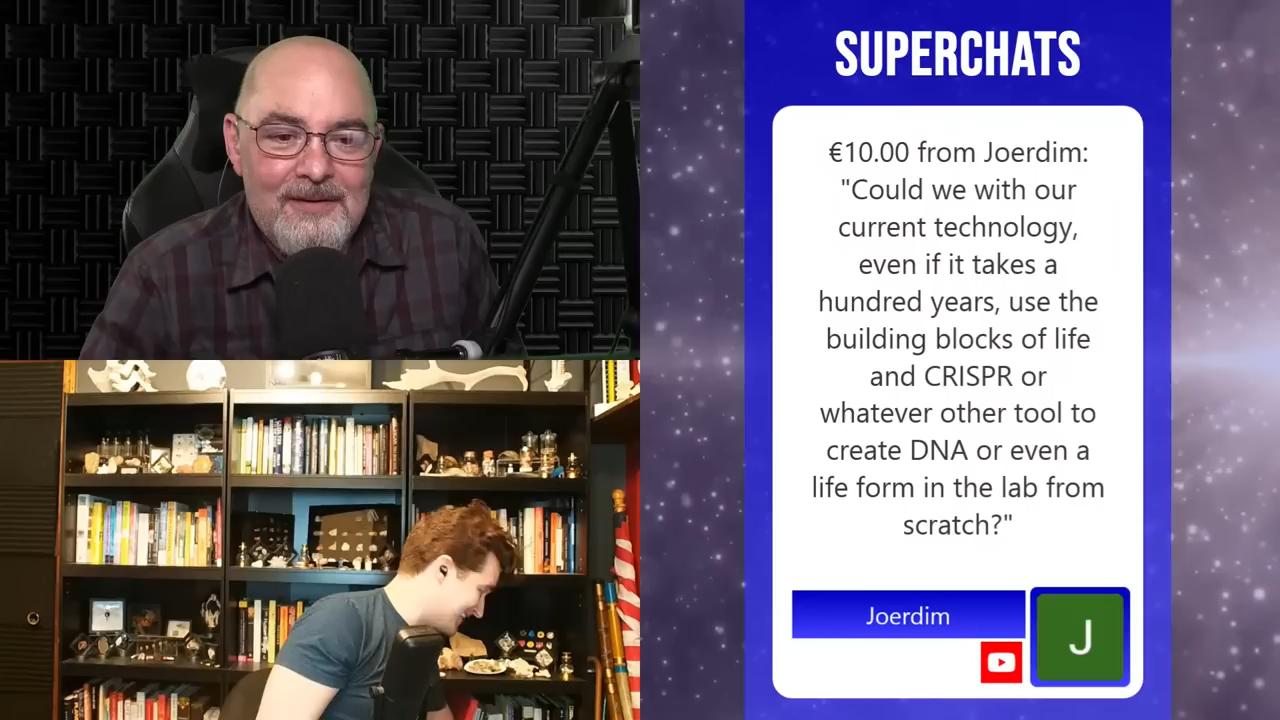 SUPERCHATS
€10.00 from Joerdim:
"Could we with our
current technology,
even if it takes a
hundred years, use the
building blocks of life
and CRISPR or
whatever other tool to
create DNA or even a
life form in the lab from
scratch?"
Joerdim
J